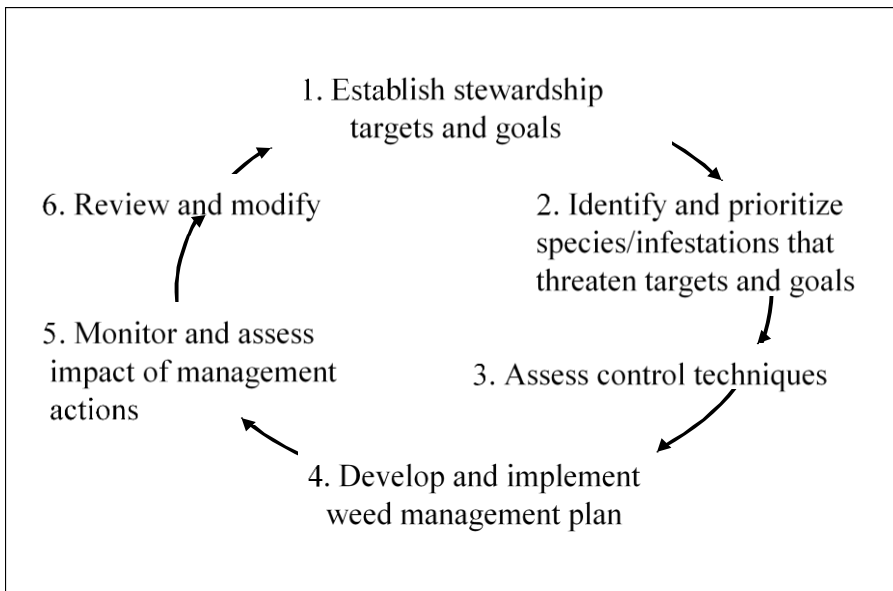 1. Establish stewardship
targets and goals
2. Identify and prioritize
species/infestations that
threaten targets and goals
3. Assess control techniques
4. Develop and implement
weed management plan
5. Monitor and assess
impact of management
actions
6. Review and modify